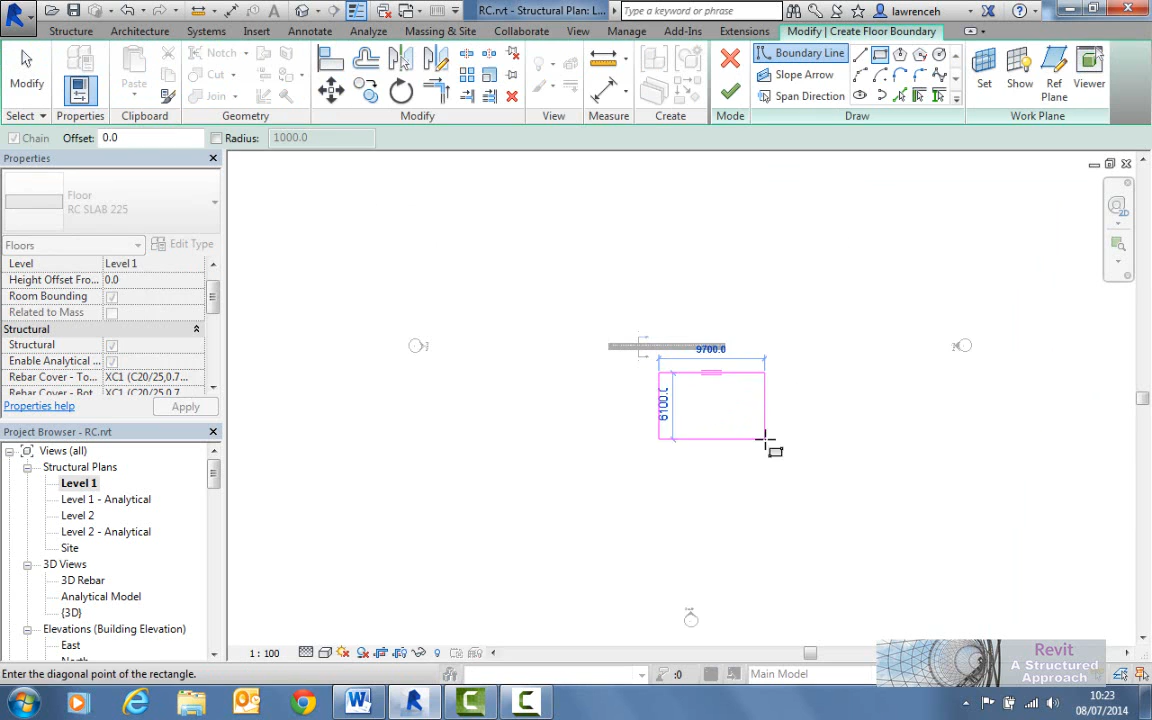 RC.rvt - Structural Plan: L...
Type a keyword or phrase
lawrenceh
Structure
Architecture
Systems
Insert
Annotate
Analyze
Massing & Site
Collaborate
View
Manage
Add-Ins
Extensions
Modify | Create Floor Boundary
Modify
Paste
Notch
Cut
Join
Boundary Line
Slope Arrow
Span Direction
Set
Show
Ref
Plane
Viewer
Select
Properties
Clipboard
Geometry
Modify
View
Measure
Create
Mode
Draw
Work Plane
Chain
Offset: 0.0
Radius: 1000.0
Properties
Floor
RC SLAB 225
Floors
Edit Type
Level
Level 1
Height Offset Fro...
0.0
Room Bounding
Related to Mass
Structural
Structural
Enable Analytical ...
Rebar Cover - To...
XC1 (C20/25,0.7...
Rebar Cover - Bot
XC1 (C20/25,0.7
Properties help
Apply
Project Browser - RC.rvt
Views (all)
Structural Plans
Level 1
Level 1 - Analytical
Level 2
Level 2 - Analytical
Site
3D Views
3D Rebar
Analytical Model
{3D}
Elevations (Building Elevation)
East
North
9700.0
6100.0
2D
1 : 100
Enter the diagonal point of the rectangle.
:0
Main Model
Revit
A Structured
Approach
10:23
08/07/2014